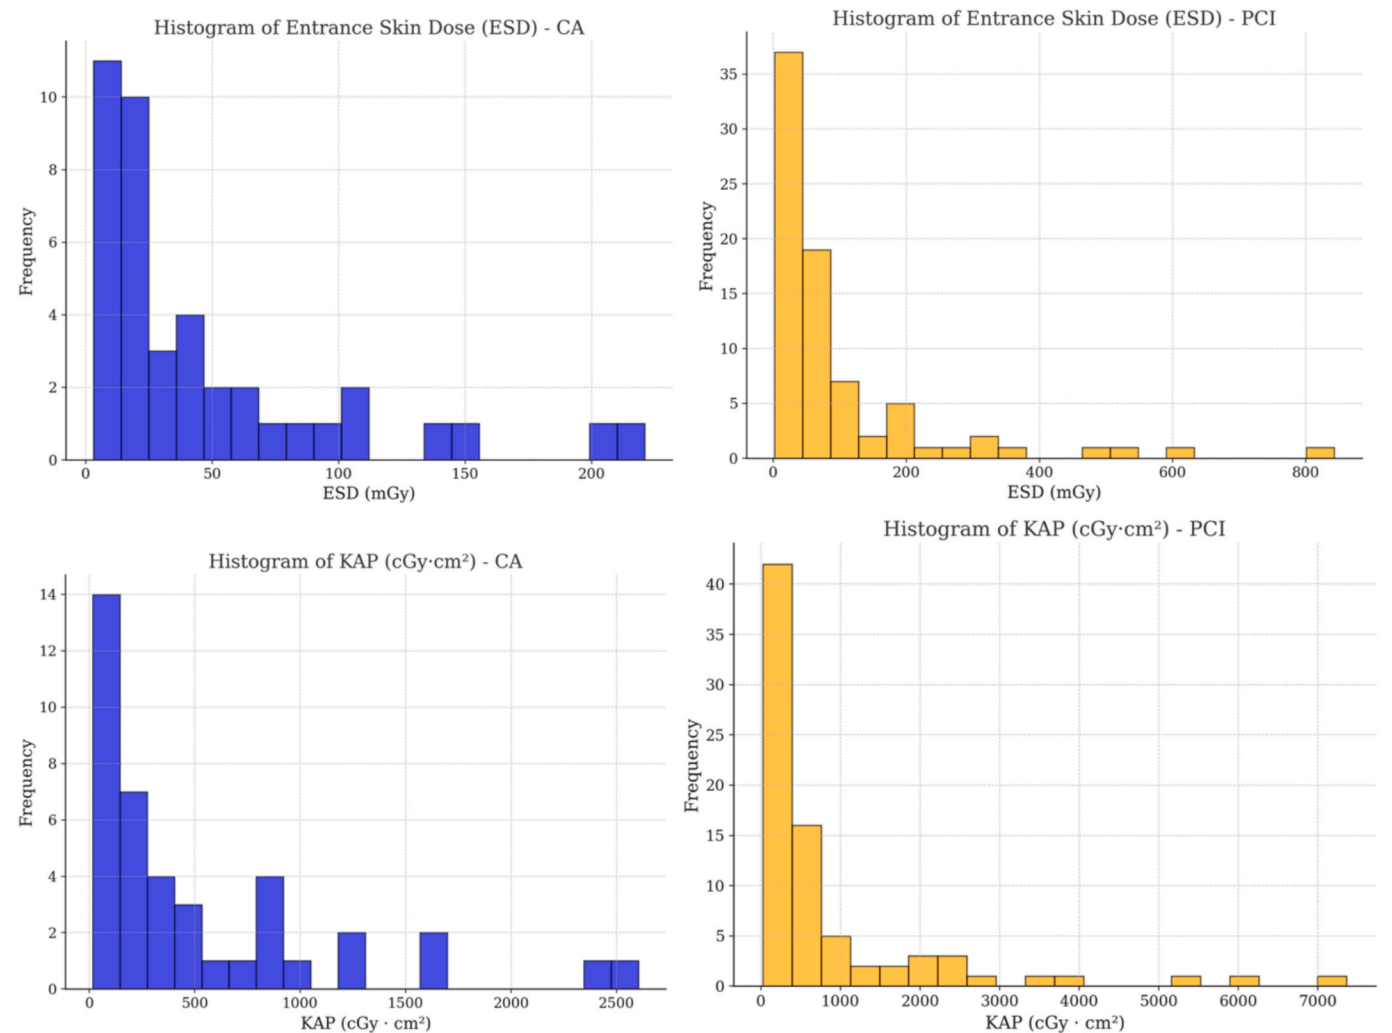 Histogram of Entrance Skin Dose (ESD) - CA
10
8
6
4
2
0
Frequency
0 50 100 150 200
ESD (mGy)
Histogram of Entrance Skin Dose (ESD) - PCI
35
30
25
20
15
10
5
0
Frequency
0 200 400 600 800
ESD (mGy)
Histogram of KAP (cGy·cm²) - CA
14
12
10
8
6
4
2
0
Frequency
0 500 1000 1500 2000 2500
KAP (cGy · cm²)
Histogram of KAP (cGy·cm²) - PCI
40
35
30
25
20
15
10
5
0
Frequency
0 1000 2000 3000 4000 5000 6000 7000
KAP (cGy · cm²)